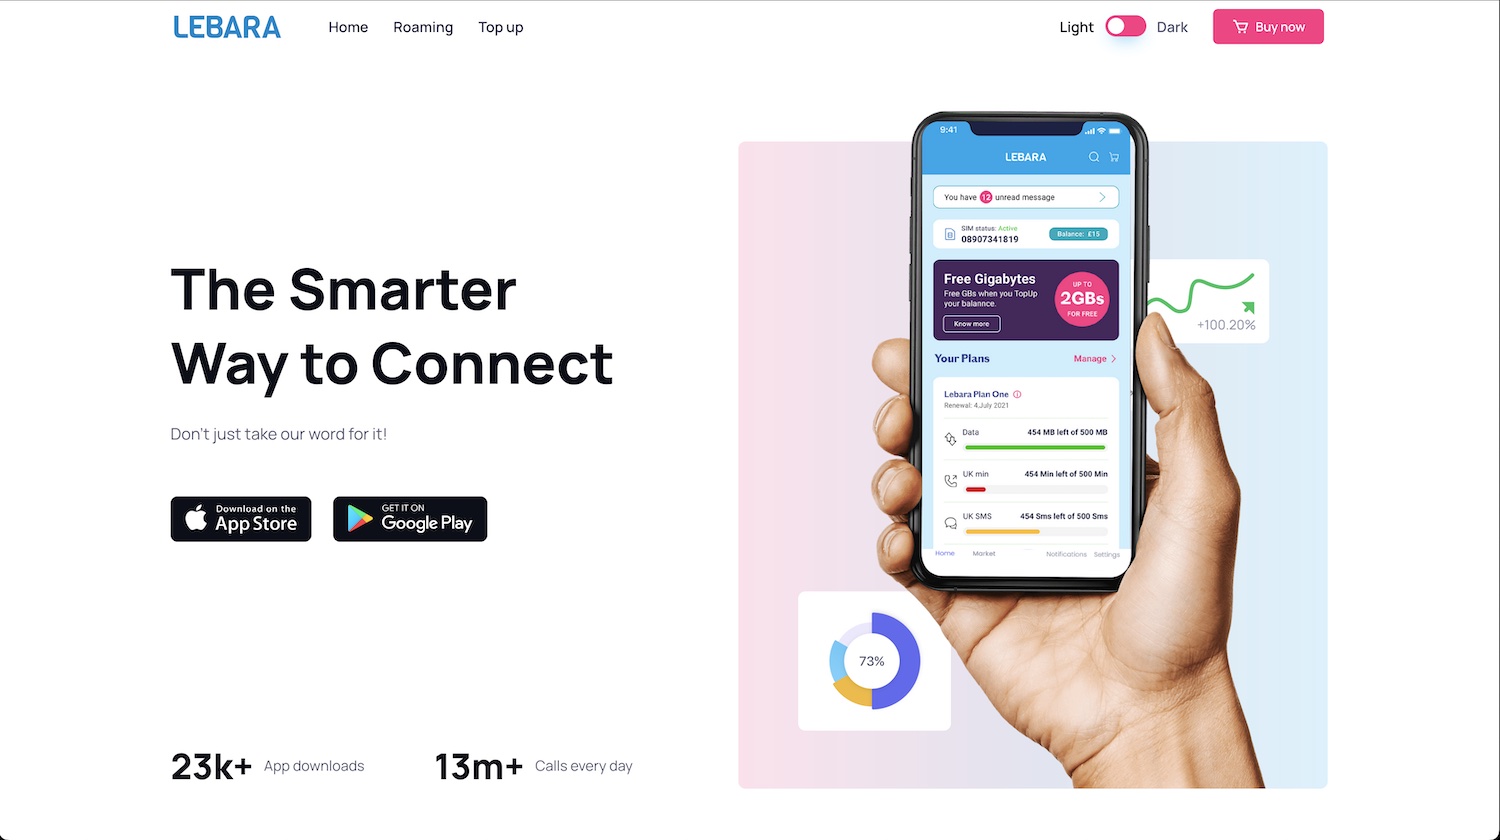 LEBARA
Home
Roaming
Top up
Light
Dark
Buy now
The Smarter
Way to Connect
Don't just take our word for it!
Download on the
App Store
GET IT ON
Google Play
23k+ App downloads
13m+ Calls every day
9:41
LEBARA
You have 12 unread message
SIM status: Active
08907341819
Balance: £15
Free Gigabytes
Free GBs when you TopUp
your balannce.
Know more
UP TO
2GBs
FOR FREE
Your Plans
Manage
Lebara Plan One
Renewal: 4.July 2021
Data 454 MB left of 500 MB
UK min 454 Min left of 500 Min
UK SMS 454 Sms left of 500 Sms
Home Market Notifications Settings
+100.20%
73%